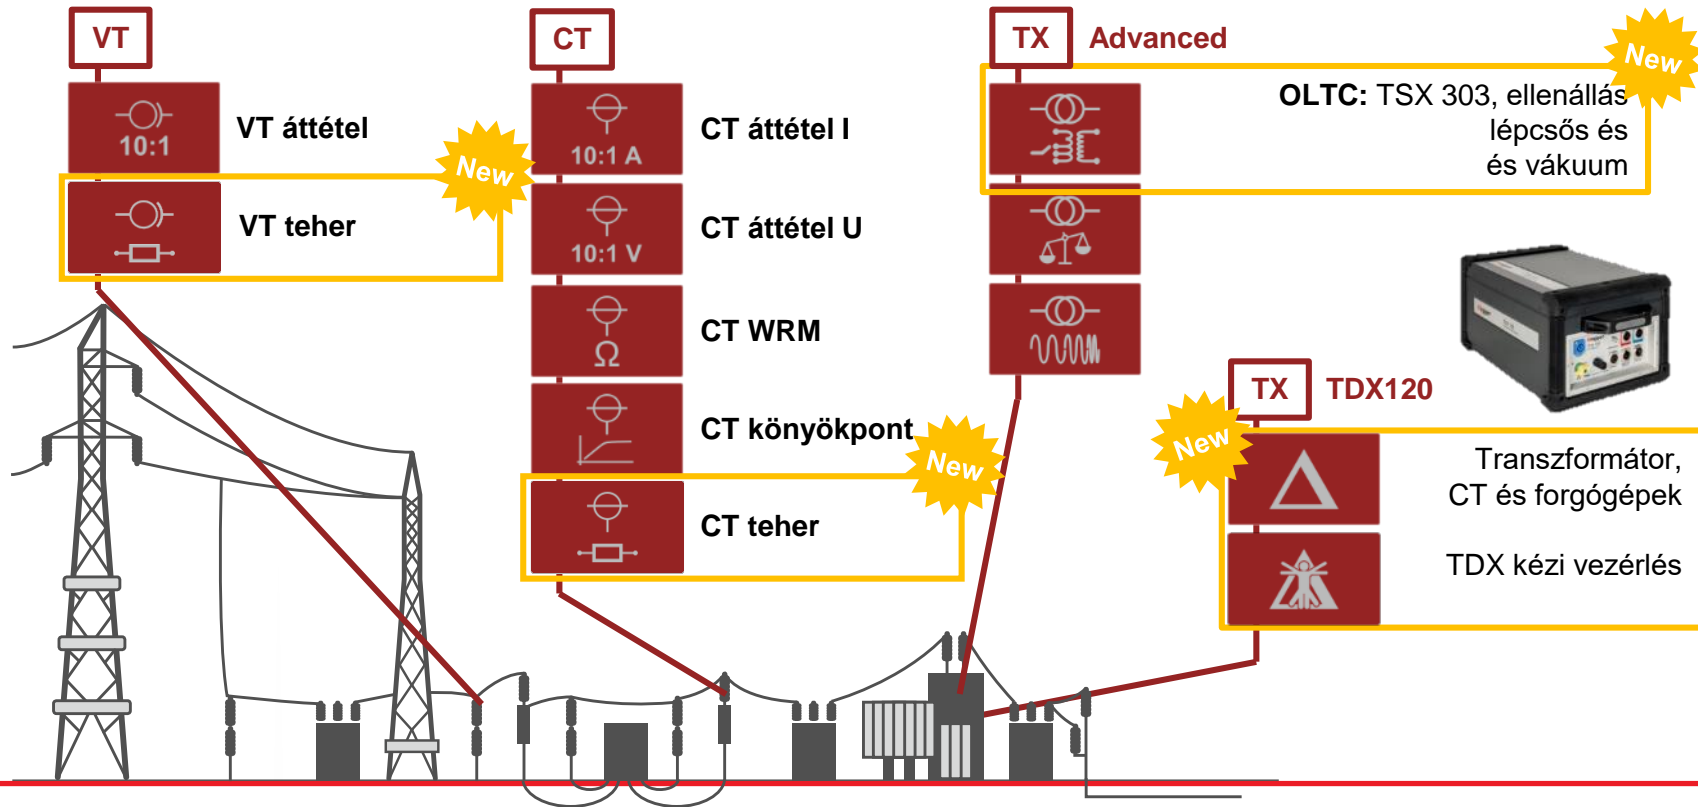 VT
VT áttétel
10:1
New
VT teher
CT
CT áttétel I
10:1 A
CT áttétel U
10:1 V
CT WRM
Ω
CT könyökpont
New
CT teher
TX Advanced
New
OLTC: TSX 303, ellenállás
lépcsős és
és vákuum
TX TDX120
New
Transzformátor,
CT és forgógépek
TDX kézi vezérlés